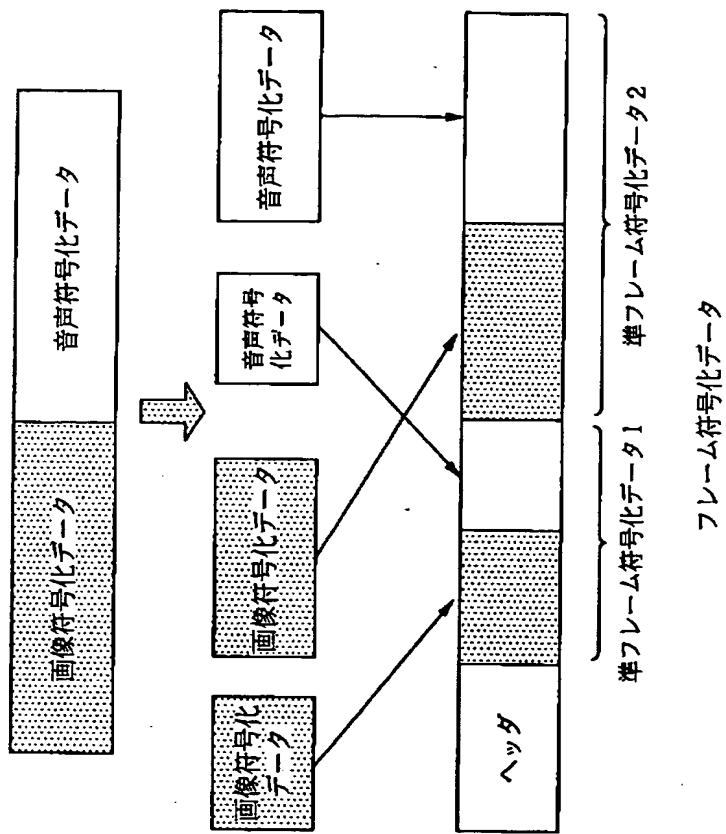 画像符号化データ
音声符号化データ
画像符号化
データ
画像符号化データ
音声符号
化データ
音声符号化データ
ヘッダ
準フレーム符号化データ1
準フレーム符号化データ2
フレーム符号化データ